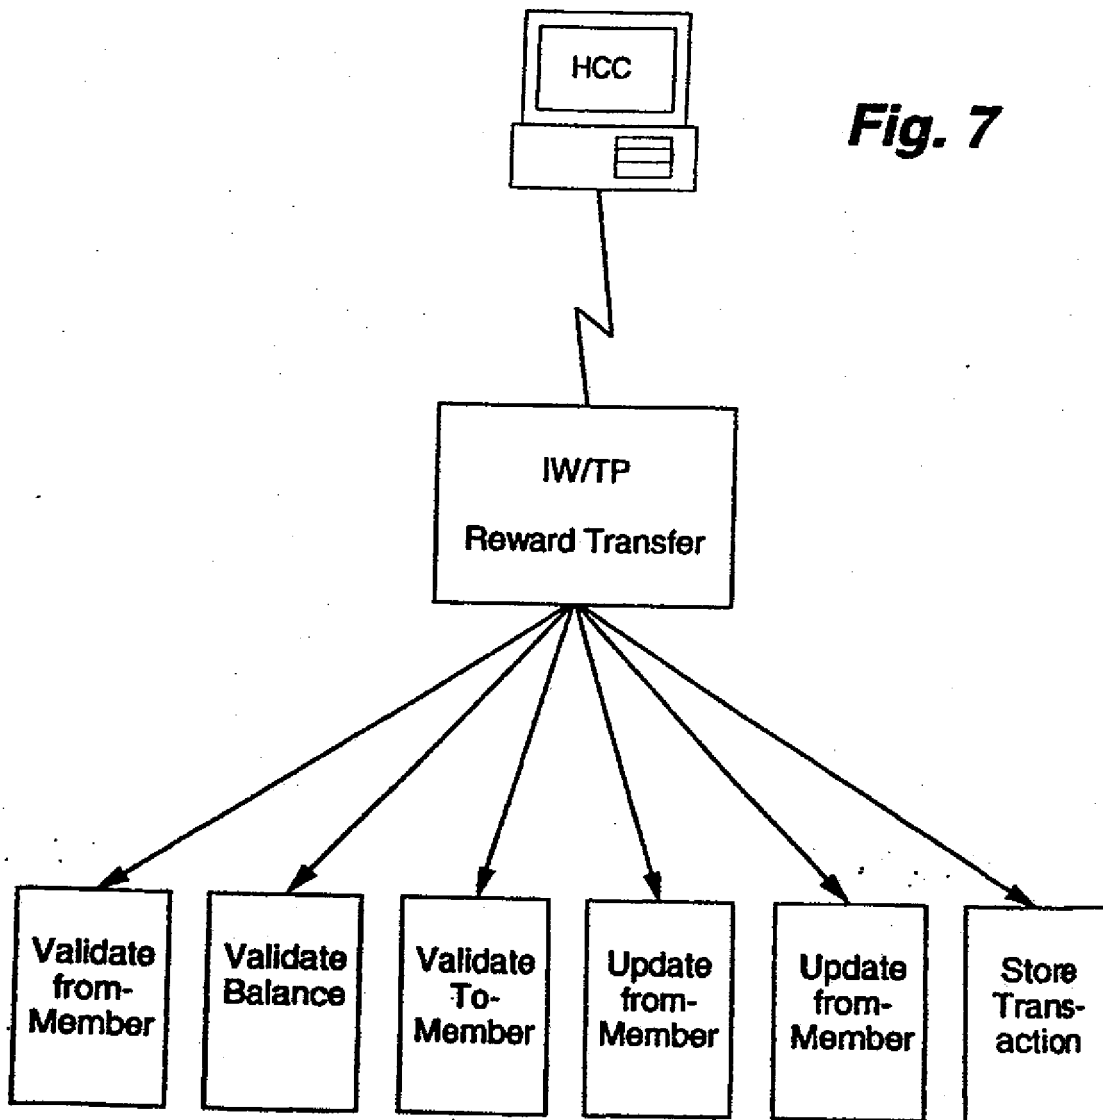 HCC
Fig. 7
IW/TP
Reward Transfer
Validate
from-
Member
Validate
Balance
Validate
To-
Member
Update
from-
Member
Update
from-
Member
Store
Trans-
action